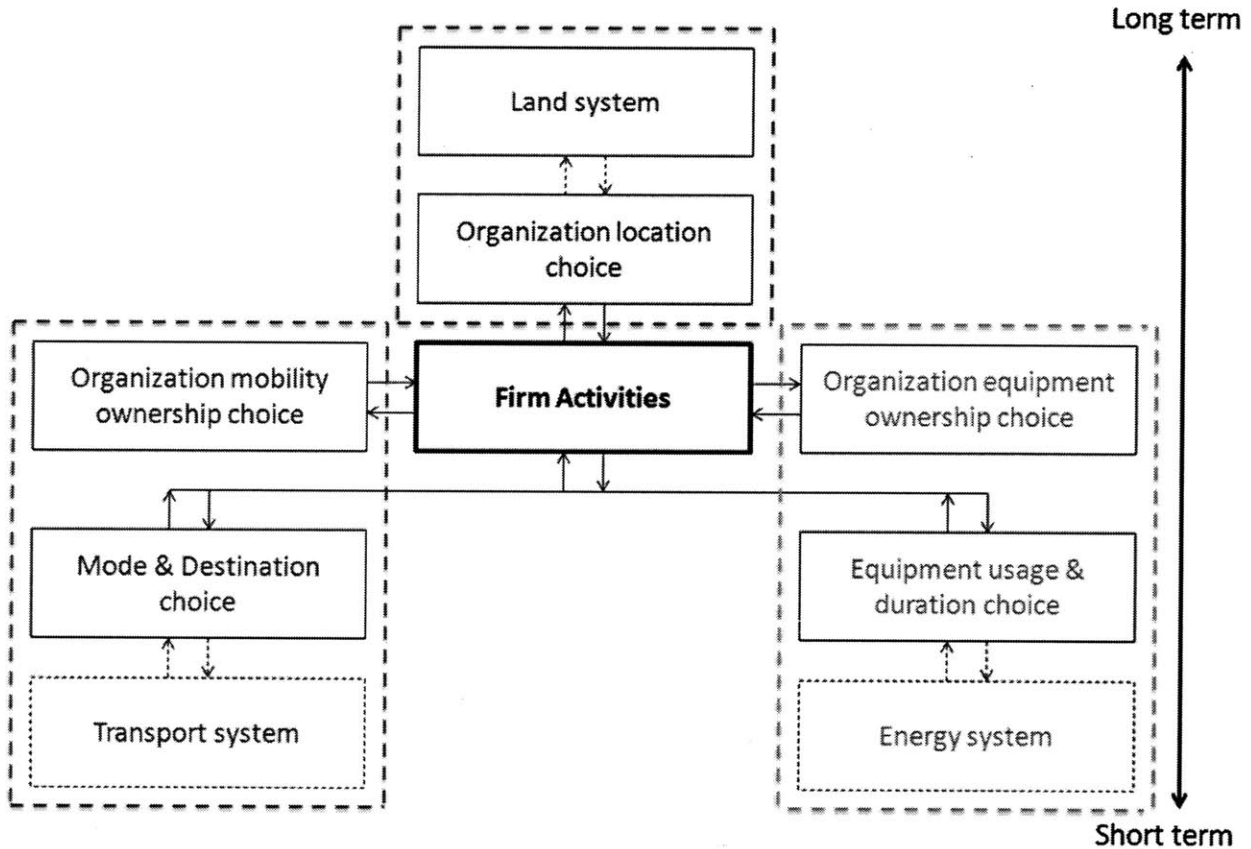 Long term
Land system
Organization location
choice
Organization mobility
ownership choice
Firm Activities
Organization equipment
ownership choice
Mode & Destination
choice
Equipment usage &
duration choice
Transport system
Energy system
Short term